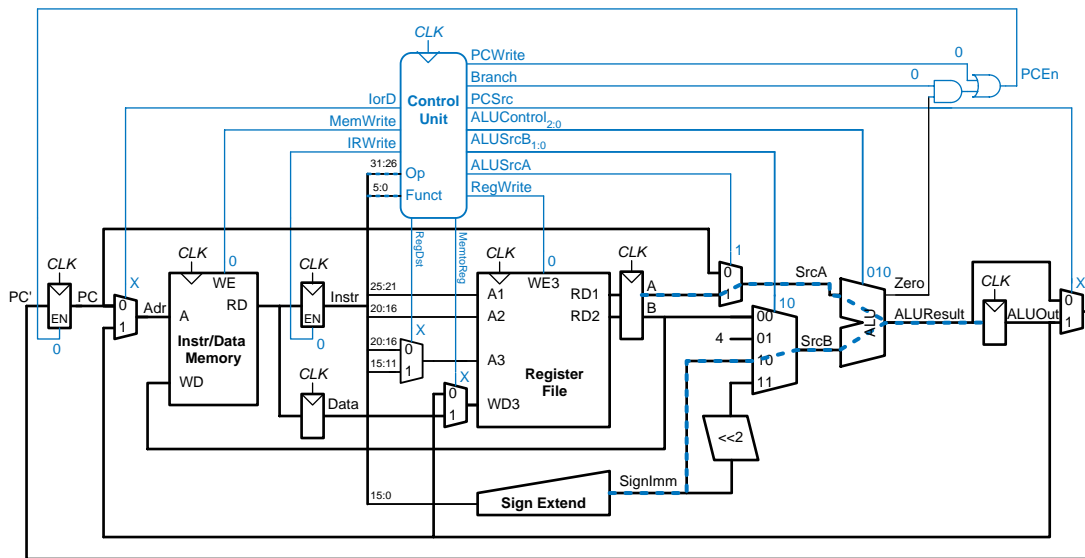 CLK
PCWrite
0
Branch
0
PCEn
IorD
Control
Unit
PCSrc
MemWrite
ALUControl2:0
IRWrite
ALUSrcB1:0
31:26
Op
ALUSrcA
5:0
Funct
RegWrite
RegDst
MemtoReg
CLK
CLK
CLK
CLK
CLK
CLK
1
X
X
0
0
0
010
10
PC'
PC
EN
0
0
1
Adr
WE
A
RD
Instr/Data
Memory
WD
EN
0
Instr
25:21
20:16
20:16
15:11
X
0
1
A1
A2
A3
WD3
WE3
RD1
RD2
Register
File
A
B
0
1
SrcA
00
01
10
11
4
SrcB
ALU
Zero
ALUResult
CLK
ALUOut
0
1
CLK
Data
X
0
1
<<2
15:0
Sign Extend
SignImm